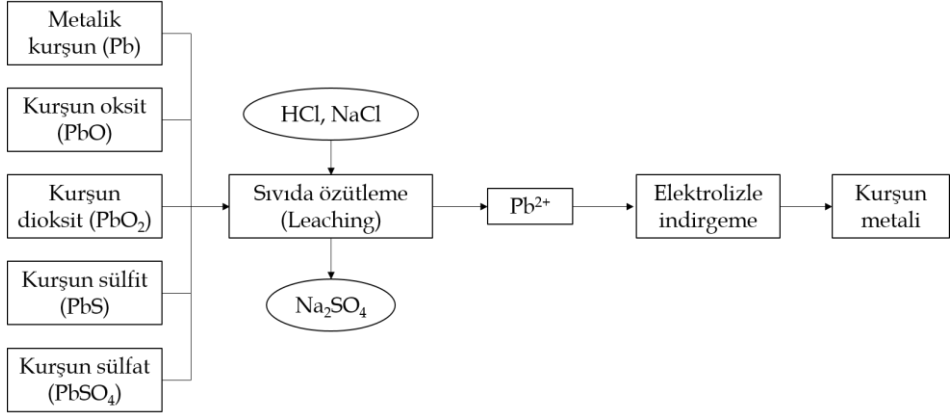 Metalik
kurşun (Pb)
Kurşun oksit
(PbO)
Kurşun
dioksit (PbO₂)
Kurşun sülfit
(PbS)
Kurşun sülfat
(PbSO₄)
HCl, NaCl
Sıvıda özütleme
(Leaching)
Na₂SO₄
Pb²⁺
Elektrolizle
indirgeme
Kurşun
metali